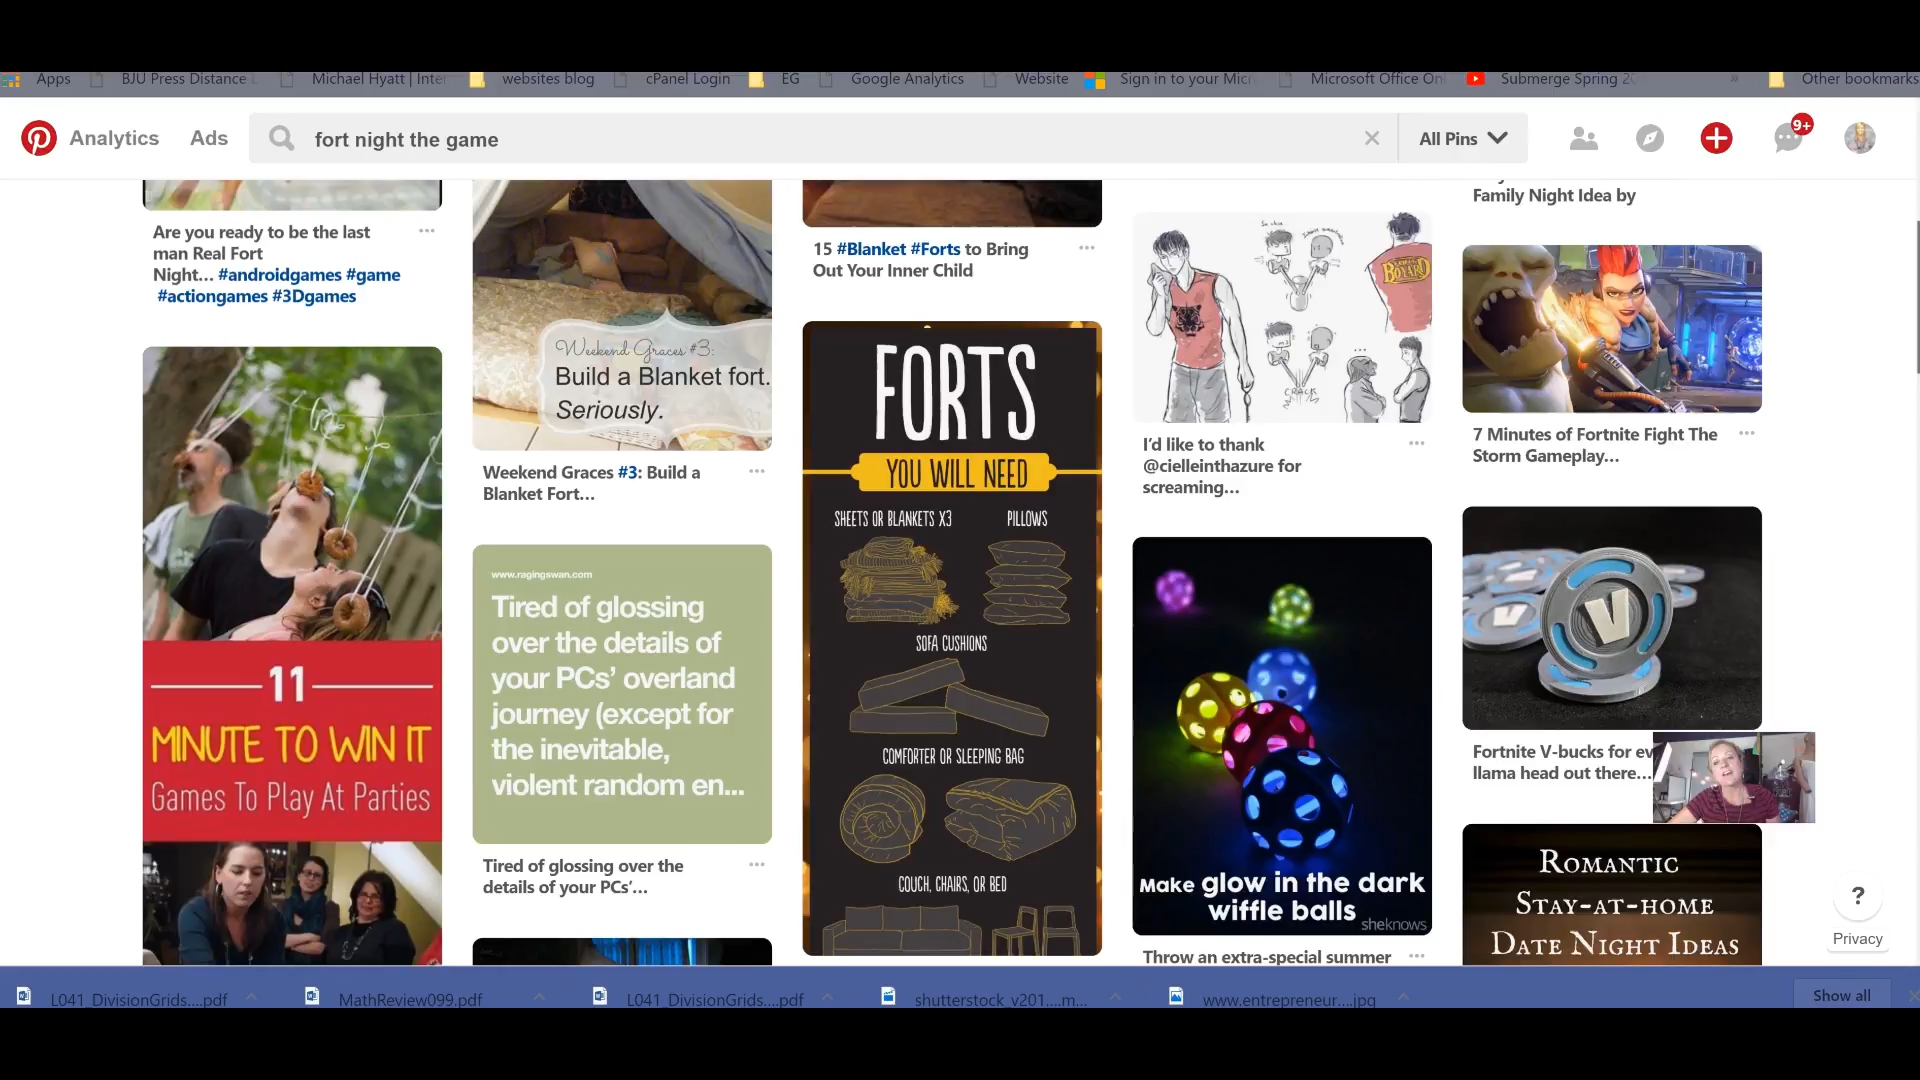 Apps BJU Press Distance Michael Hyatt | Inter websites blog cPanel Login EG Google Analytics Website Sign in to your Micr Microsoft Office Onl Submerge Spring 20 » Other bookmarks
Analytics Ads fort night the game All Pins 9+
Are you ready to be the last
man Real Fort
Night... #androidgames #game
#actiongames #3Dgames
11
MINUTE TO WIN IT
Games To Play At Parties
Weekend Graces #3:
Build a Blanket fort.
Seriously.
Weekend Graces #3: Build a
Blanket Fort...
www.ragingswan.com
Tired of glossing
over the details of
your PCs' overland
journey (except for
the inevitable,
violent random en...
Tired of glossing over the
details of your PCs'...
15 #Blanket #Forts to Bring
Out Your Inner Child
FORTS
YOU WILL NEED
SHEETS OR BLANKETS X3 PILLOWS
SOFA CUSHIONS
COMFORTER OR SLEEPING BAG
COUCH, CHAIRS, OR BED
BOYARD
CRACK
I'd like to thank
@cielleinthazure for
screaming...
Make glow in the dark
wiffle balls
sheknows
Throw an extra-special summer
Family Night Idea by
7 Minutes of Fortnite Fight The
Storm Gameplay...
V
Fortnite V-bucks for ev
llama head out there...
ROMANTIC
STAY-AT-HOME
DATE NIGHT IDEAS
?
Privacy
L041_DivisionGrids....pdf MathReview099.pdf L041_DivisionGrids....pdf shutterstock_v201....m... www.entrepreneur....jpg Show all